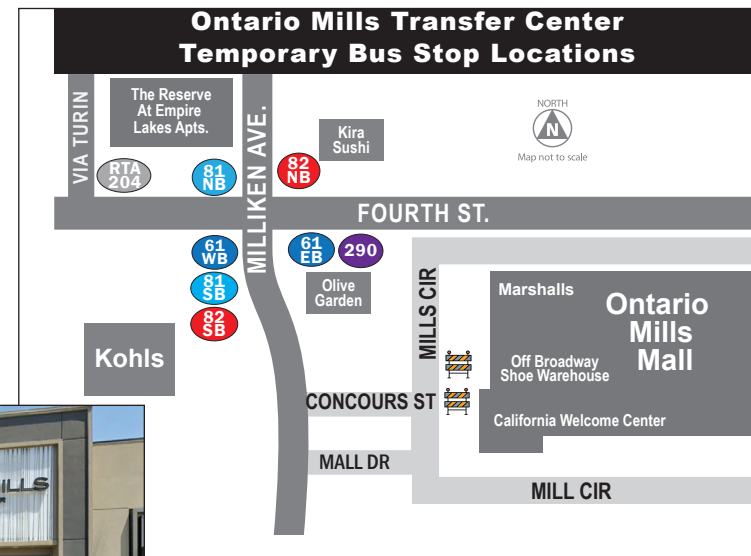 Ontario Mills Transfer Center
Temporary Bus Stop Locations
VIA TURIN
The Reserve
At Empire
Lakes Apts.
MILLIKEN AVE.
Kira
Sushi
NORTH
N
Map not to scale
RTA
204
81
NB
82
NB
FOURTH ST.
61
WB
61
EB
290
81
SB
82
SB
Olive
Garden
MILLS CIR
Marshalls
Ontario
Mills
Mall
Kohls
Off Broadway
Shoe Warehouse
CONCOURS ST
California Welcome Center
MALL DR
MILL CIR